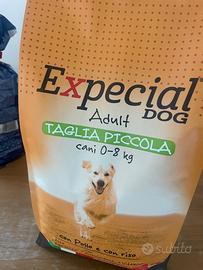 Expecial
DOG
Adult
TAGLIA PICCOLA
cani 0-8 kg
con Pollo e con riso
subito